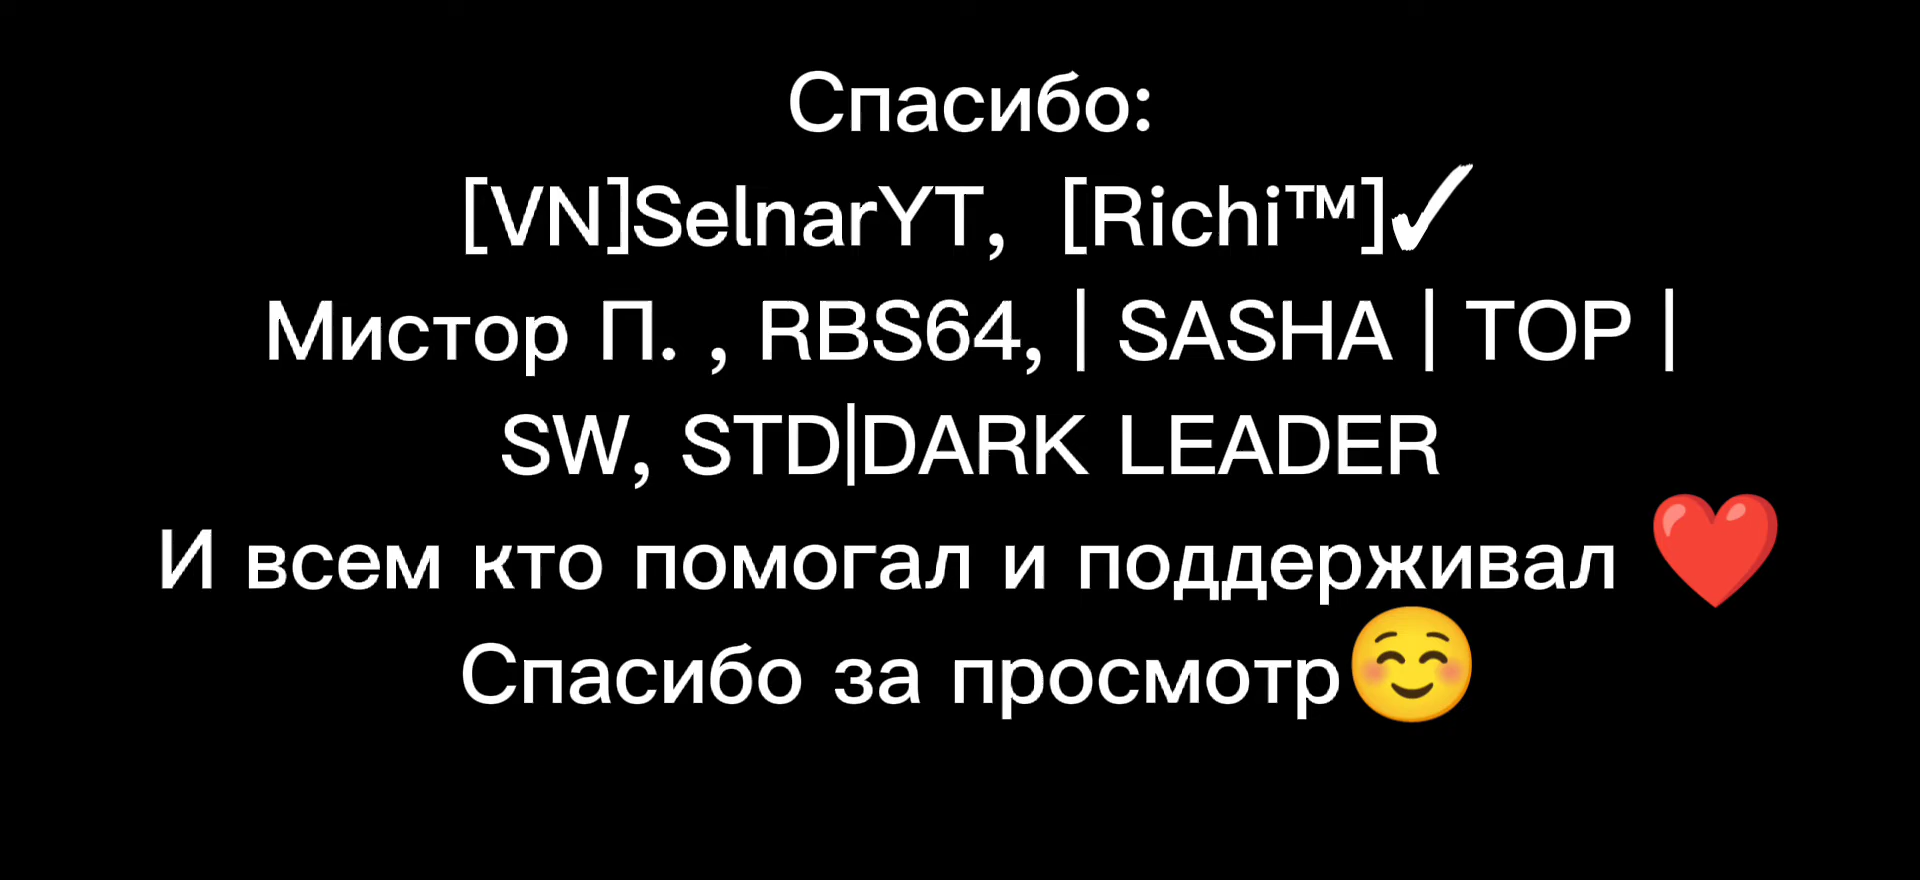 Спасибо:
[VN]SelnarYT, [Richi™]✓
Мистор П. , RBS64, | SASHA | TOP |
SW, STD|DARK LEADER
И всем кто помогал и поддерживал ❤️
Спасибо за просмотр☺️